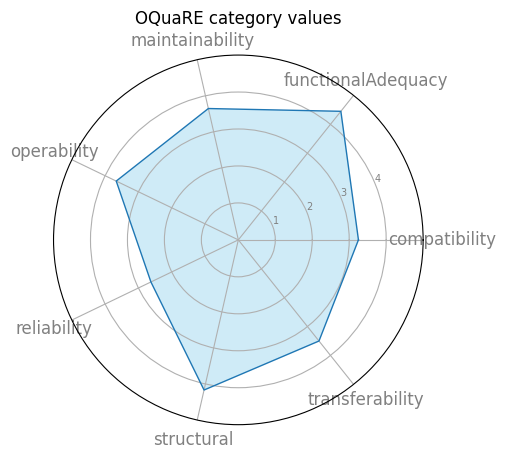 OQuaRE category values
maintainability
functionalAdequacy
operability
4
3
2
1
compatibility
reliability
transferability
structural